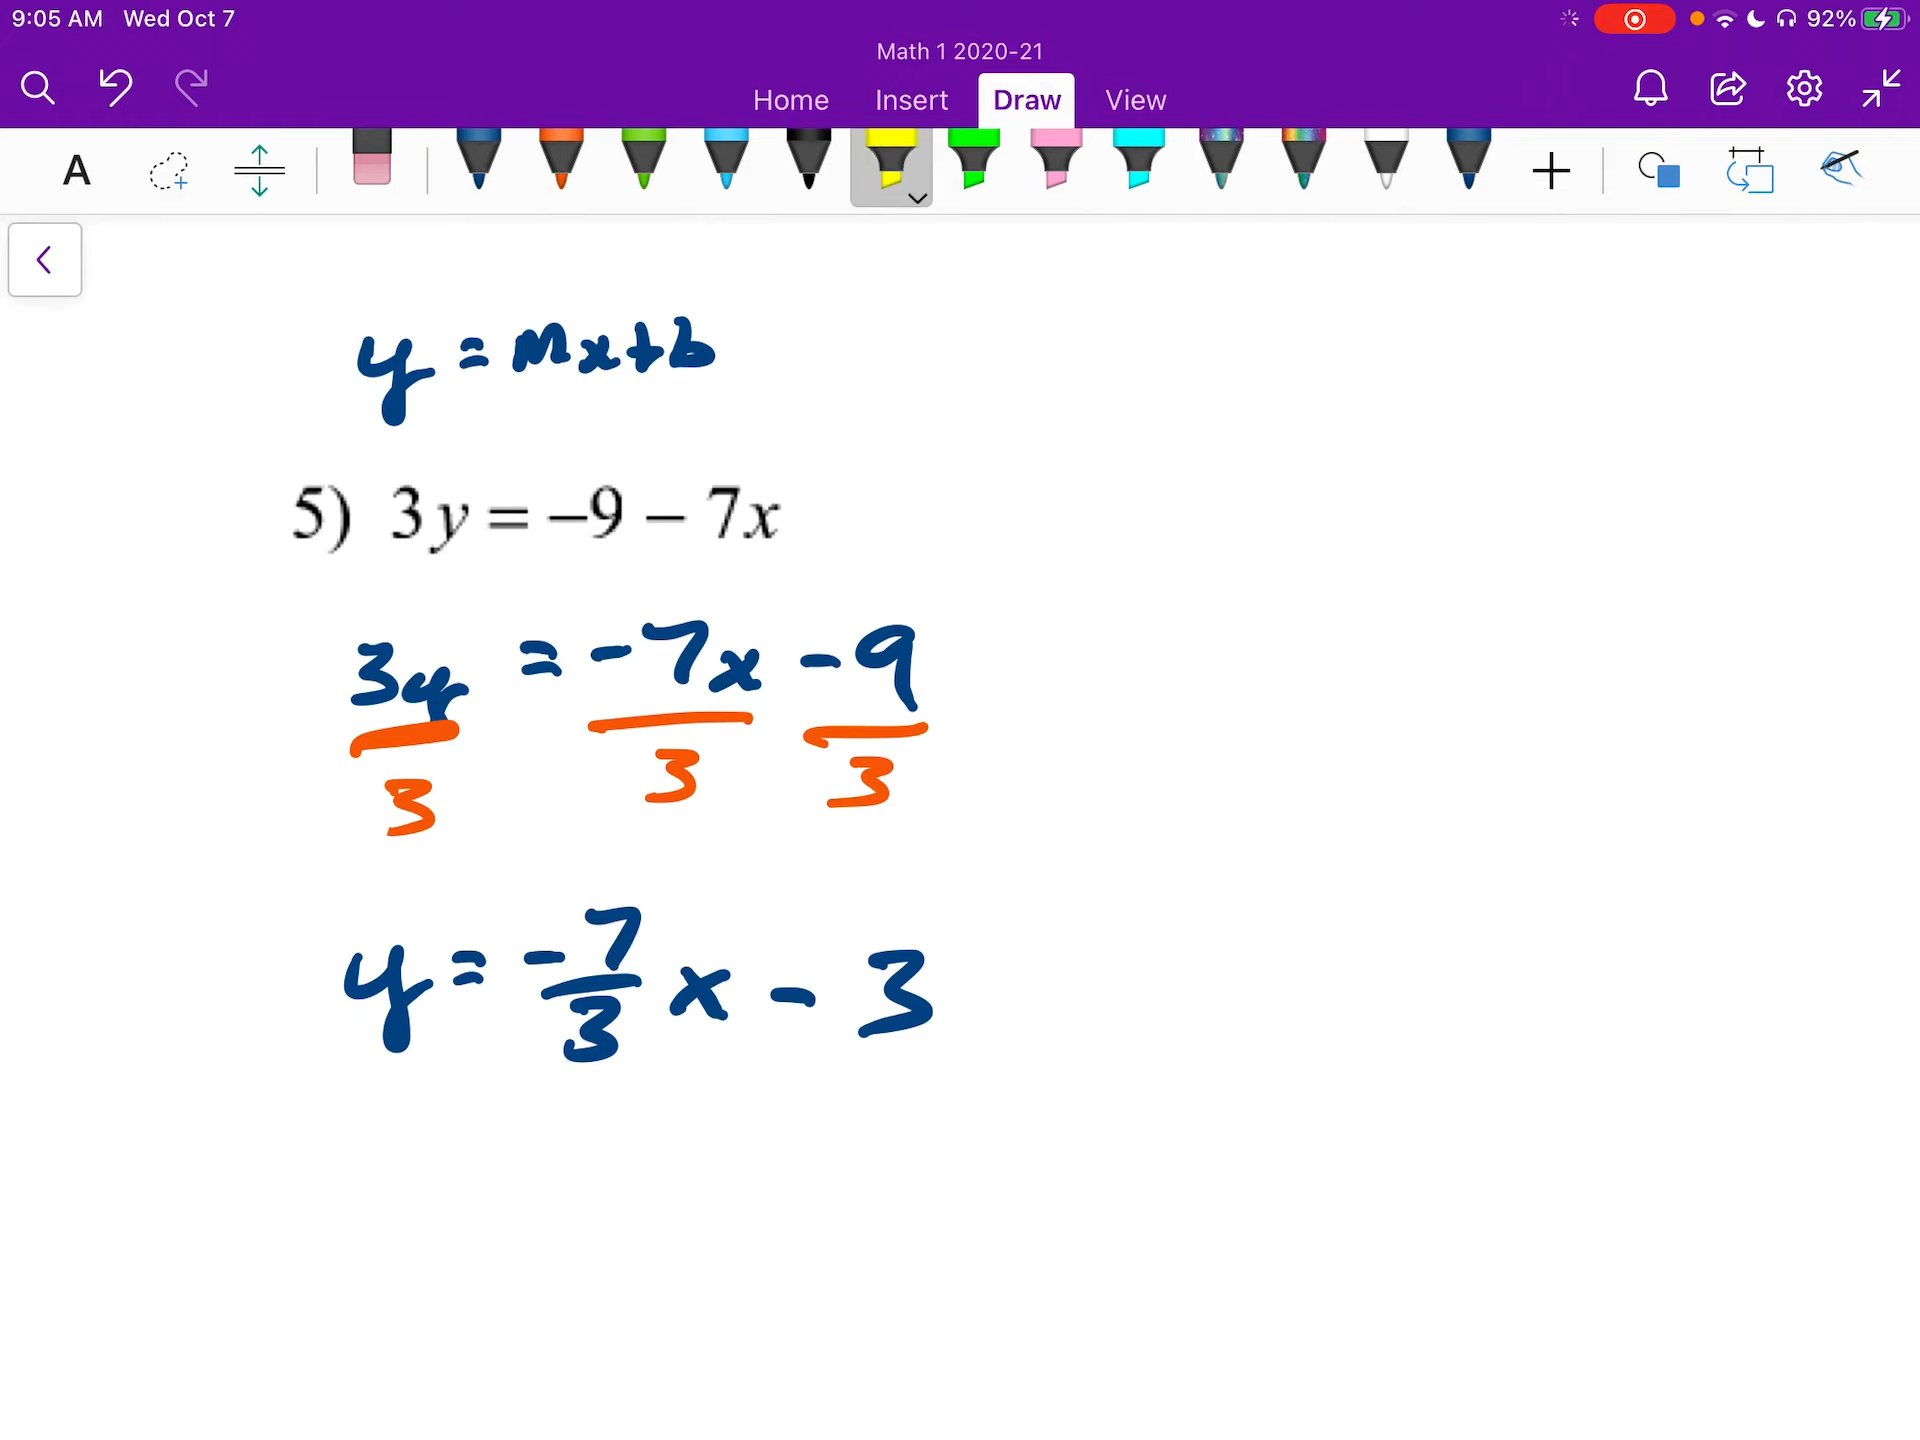 9:05 AM Wed Oct 7
92%
Math 1 2020-21
Home Insert Draw View
A
y = mx+b
5) 3y = −9 − 7x
3y = -7x - 9
3 3 3
y = -7/3 x - 3